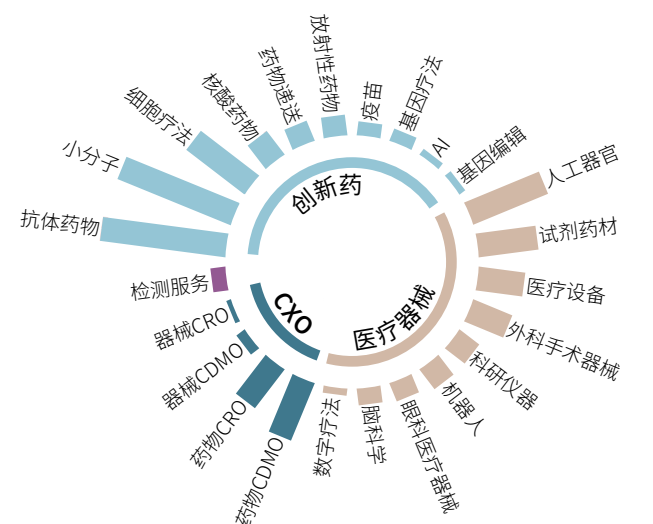 抗体药物
小分子
细胞疗法
核酸药物
药物递送
放射性药物
疫苗
基因疗法
AI
基因编辑
人工器官
试剂药材
医疗设备
外科手术器械
科研仪器
机器人
眼科医疗器械
脑科学
数字疗法
药物CDMO
药物CRO
器械CDMO
器械CRO
检测服务
创新药
医疗器械
CXO